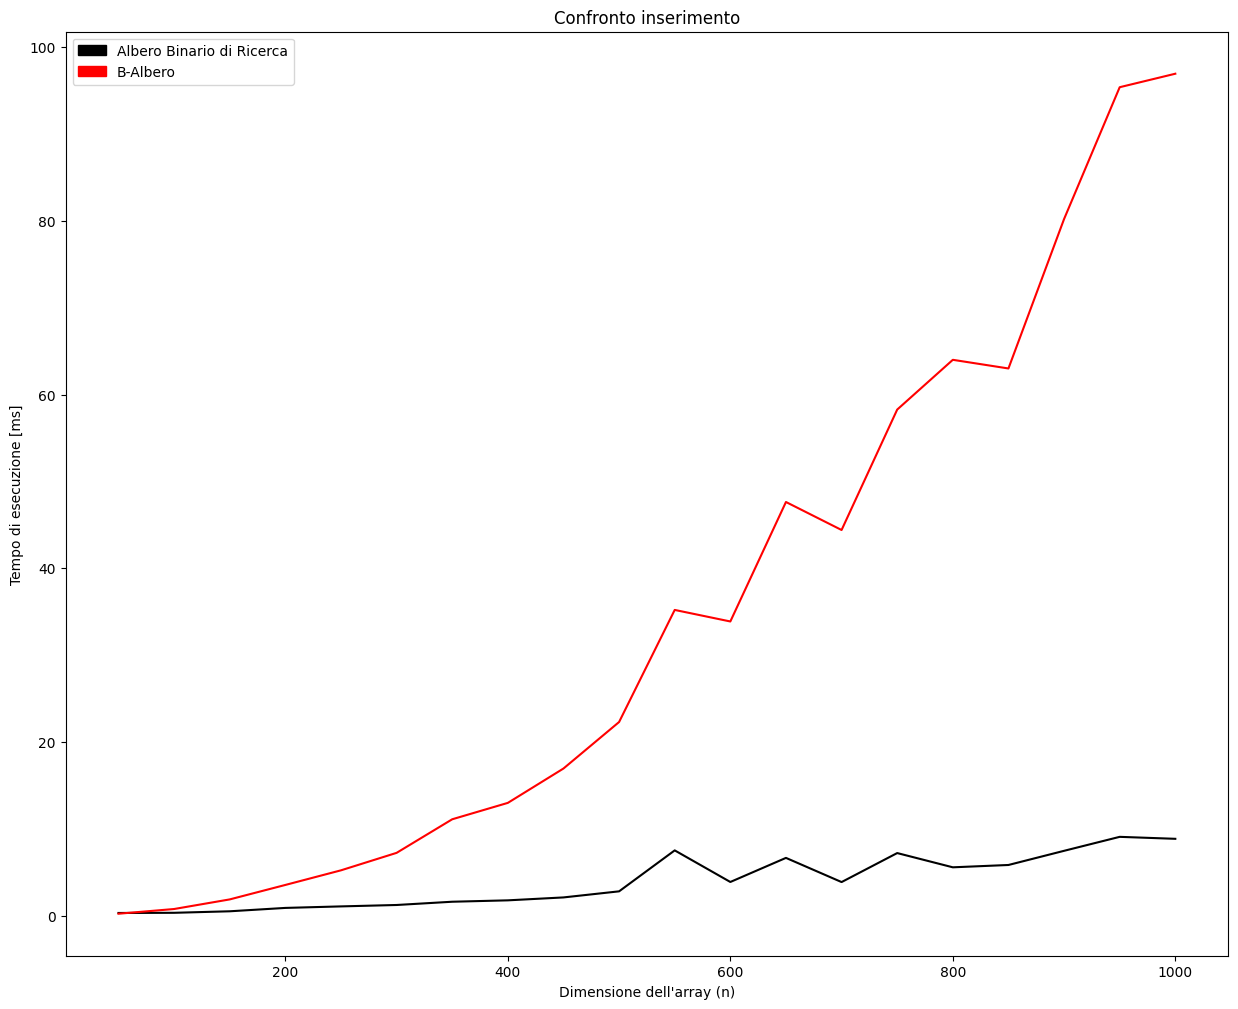 Confronto inserimento
Albero Binario di Ricerca
B-Albero
Tempo di esecuzione [ms]
100
80
60
40
20
0
200 400 600 800 1000
Dimensione dell'array (n)